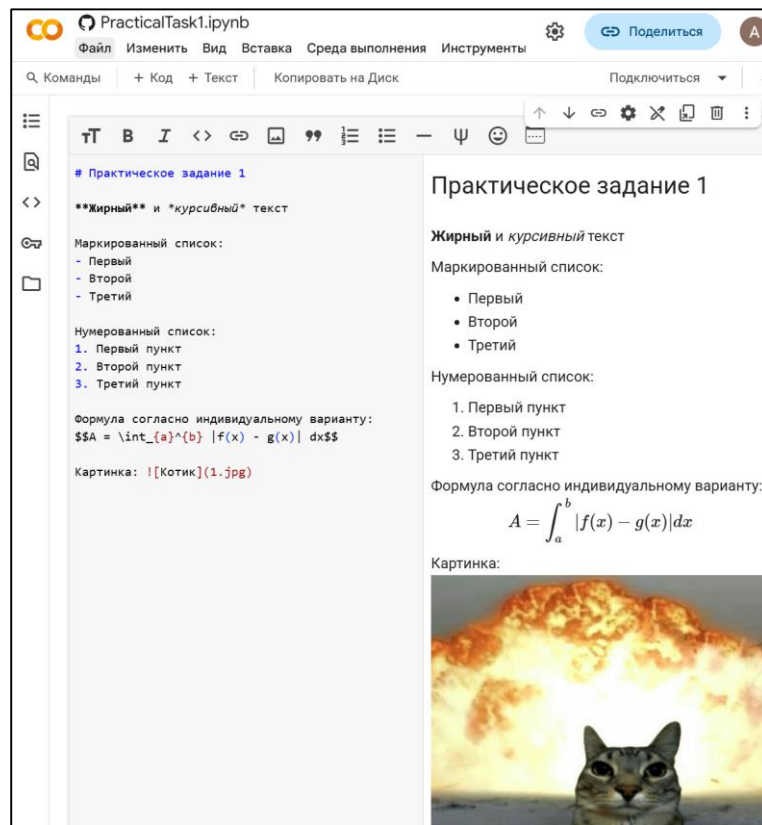 PracticalTask1.ipynb
Поделиться
A
Файл Изменить Вид Вставка Среда выполнения Инструменты
Команды + Код + Текст Копировать на Диск Подключиться
# Практическое задание 1
**Жирный** и *курсивный* текст
Маркированный список:
- Первый
- Второй
- Третий
Нумерованный список:
1. Первый пункт
2. Второй пункт
3. Третий пункт
Формула согласно индивидуальному варианту:
$$A = \int_{a}^{b} |f(x) - g(x)| dx$$
Картинка: ![Котик](1.jpg)
Практическое задание 1
Жирный и курсивный текст
Маркированный список:
• Первый
• Второй
• Третий
Нумерованный список:
1. Первый пункт
2. Второй пункт
3. Третий пункт
Формула согласно индивидуальному варианту:
A = ∫_a^b |f(x) − g(x)|dx
Картинка: